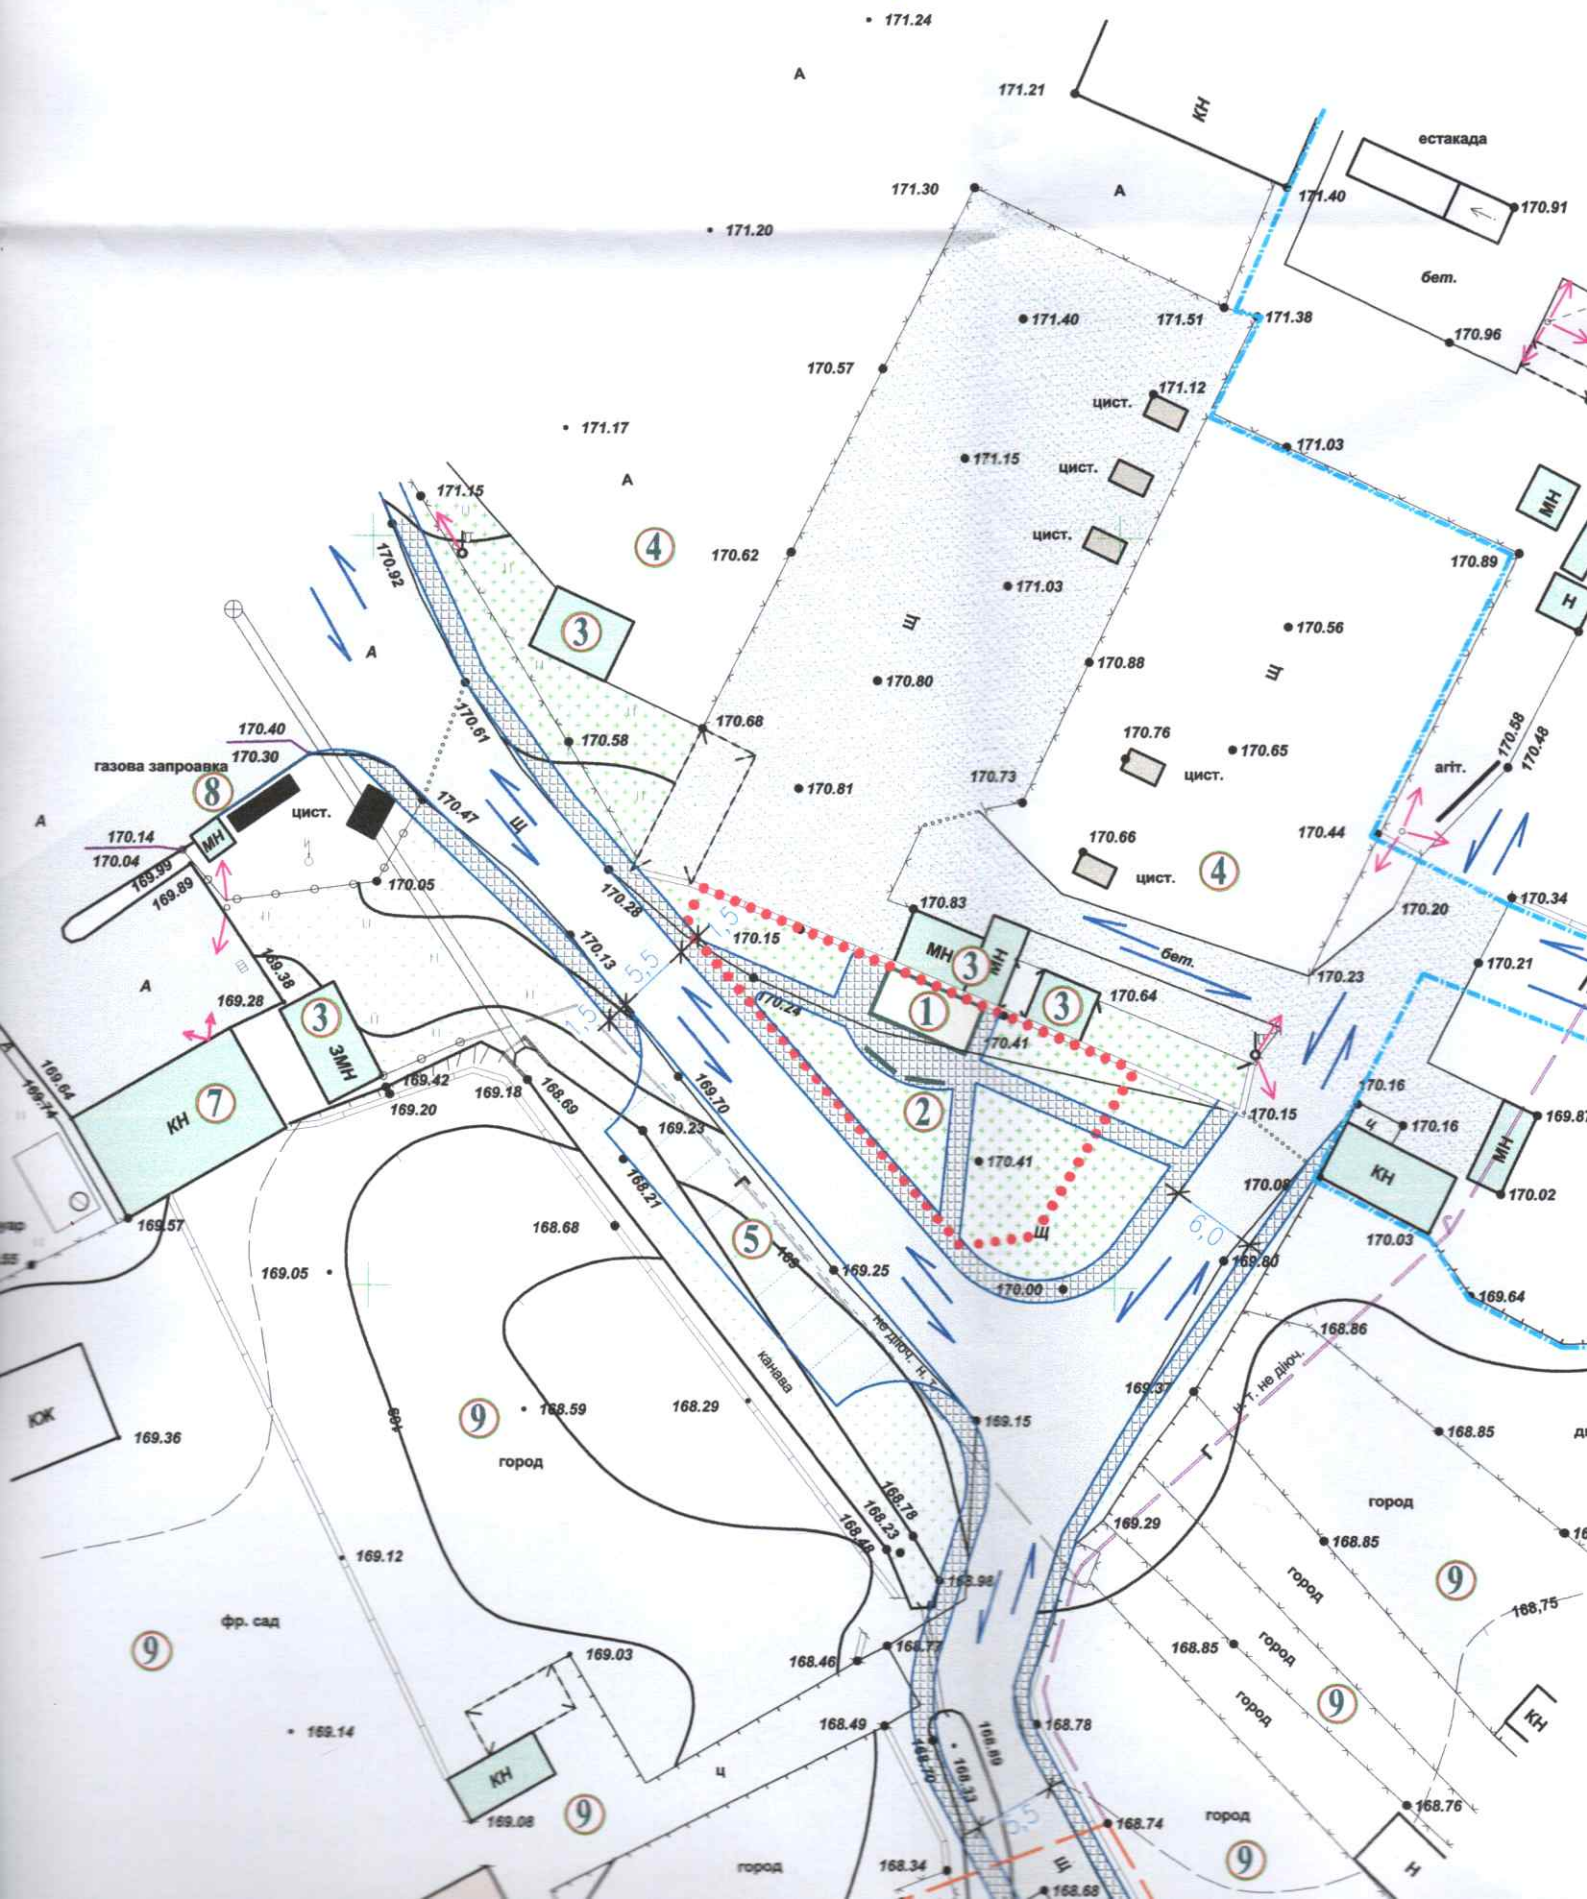 171.24
А
171.21
КН
естакада
171.30
А
171.40
170.91
171.20
бет.
171.40
171.51
171.38
170.96
170.57
171.12
цист.
171.17
171.03
171.15
цист.
А
171.15
МН
4
цист.
170.62
170.89
170.92
171.03
Н
3
Щ
170.56
А
170.88
Щ
170.80
170.61
170.68
170.40
170.58
170.58
170.76
170.65
170.48
170.30
газова заправка
8
170.73
цист.
агіт.
170.81
170.47
цист.
Щ
А
170.14
МН
170.44
170.04
170.66
169.99
цист.
4
169.89
170.05
170.28
170.83
170.34
170.20
1,5
170.15
170.13
МН
3
МН
бет.
5,5
170.21
169.38
170.23
А
170.24
169.28
1
3
170.64
3
1,5
ЗМН
170.41
169.64
169.74
169.42
169.18
168.69
169.70
170.16
КН
7
169.20
2
170.15
ц
170.16
169.87
169.23
МН
170.41
168.21
КН
170.08
170.02
169.57
168.68
5
Щ
6,0
170.03
169.05
169.25
169.80
170.00
169.64
не діюч. н. т.
168.86
канава
н. т. не діюч.
169.37
КЖ
169.36
169
9
168.59
168.29
169.15
168.85
город
Г
168.78
город
168.23
168.48
169.29
168.85
169.12
168.98
город
9
168,75
фр. сад
9
168.46
168.77
168.85
город
169.03
город
9
КН
169.14
168.49
168.78
168.89
168.70
168.33
ц
КН
168.76
169.08
9
5,5
168.74
город
9
город
168.34
Щ
Н
168.68